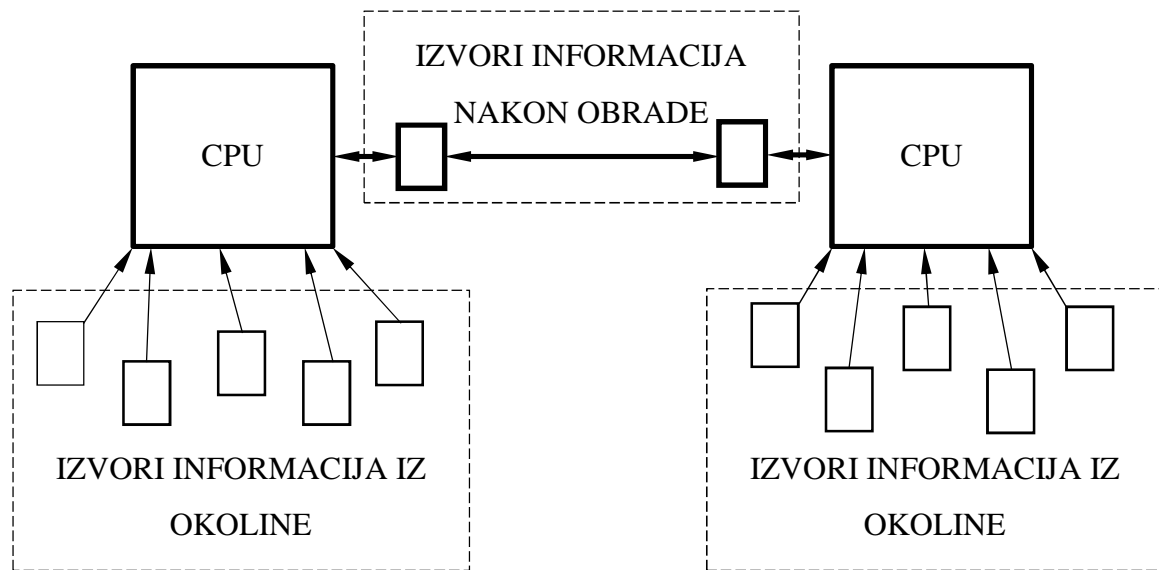 IZVORI INFORMACIJA
NAKON OBRADE
CPU
CPU
IZVORI INFORMACIJA IZ
OKOLINE
IZVORI INFORMACIJA IZ
OKOLINE